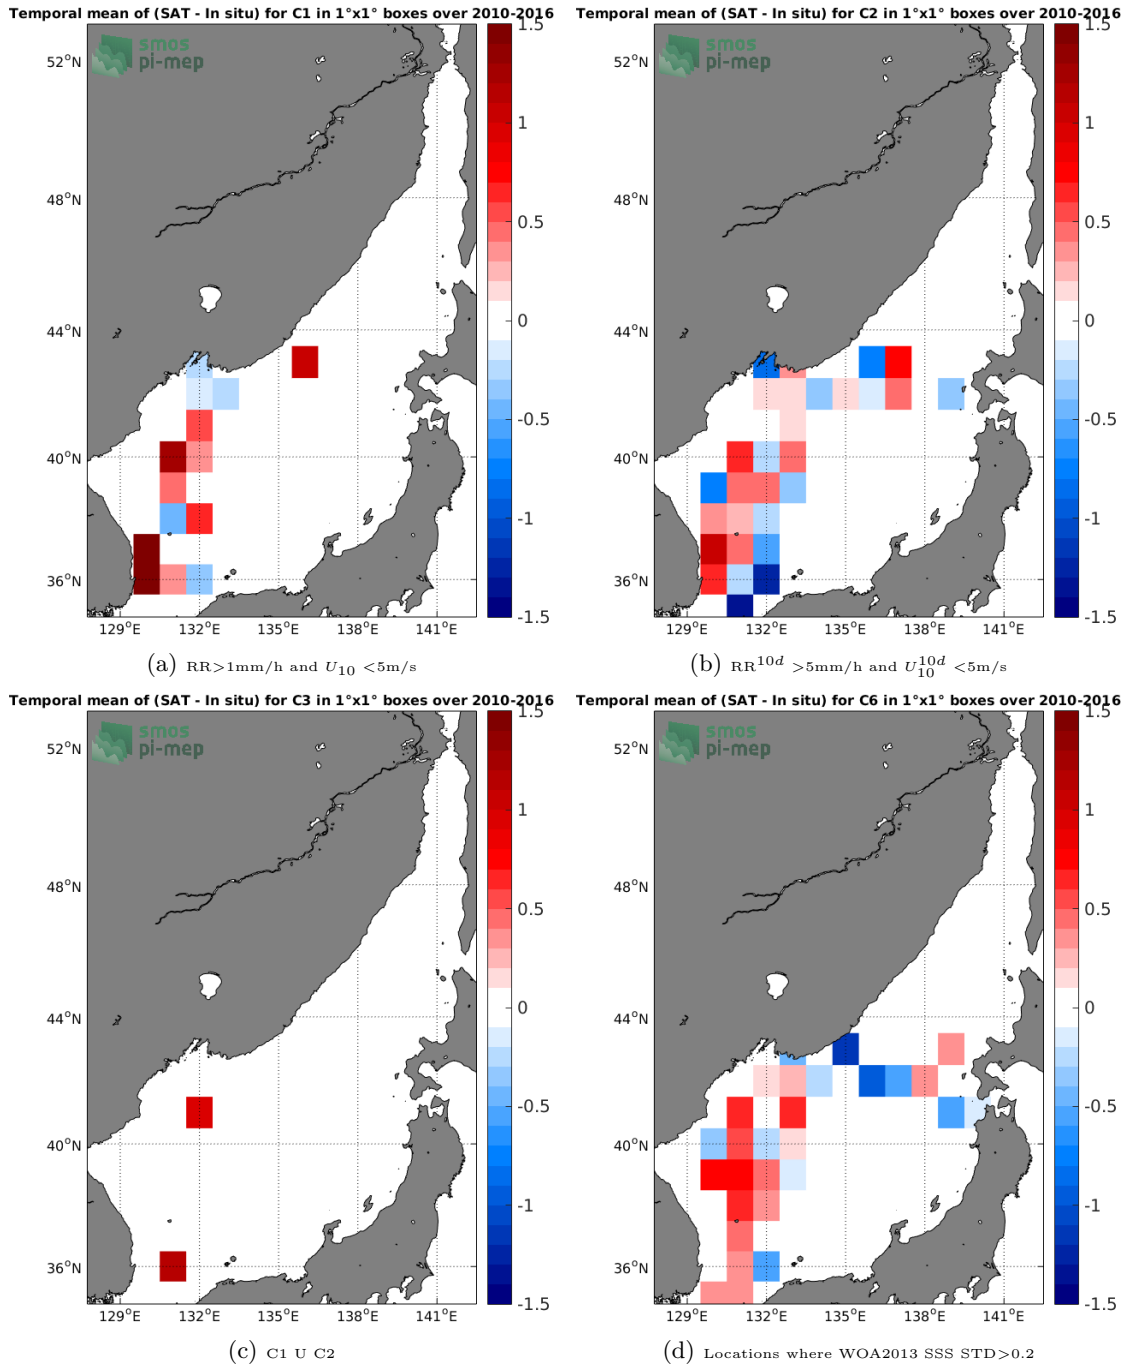 Temporal mean of (SAT - In situ) for C1 in 1°x1° boxes over 2010-2016
smos
pi-mep
52°N
48°N
44°N
40°N
36°N
129°E 132°E 135°E 138°E 141°E
1.5
1
0.5
0
-0.5
-1
-1.5
(a) RR>1mm/h and U10 <5m/s
Temporal mean of (SAT - In situ) for C2 in 1°x1° boxes over 2010-2016
smos
pi-mep
52°N
48°N
44°N
40°N
36°N
129°E 132°E 135°E 138°E 141°E
1.5
1
0.5
0
-0.5
-1
-1.5
(b) RR^10d >5mm/h and U10^10d <5m/s
Temporal mean of (SAT - In situ) for C3 in 1°x1° boxes over 2010-2016
smos
pi-mep
52°N
48°N
44°N
40°N
36°N
129°E 132°E 135°E 138°E 141°E
1.5
1
0.5
0
-0.5
-1
-1.5
(c) C1 U C2
Temporal mean of (SAT - In situ) for C6 in 1°x1° boxes over 2010-2016
smos
pi-mep
52°N
48°N
44°N
40°N
36°N
129°E 132°E 135°E 138°E 141°E
1.5
1
0.5
0
-0.5
-1
-1.5
(d) Locations where WOA2013 SSS STD>0.2